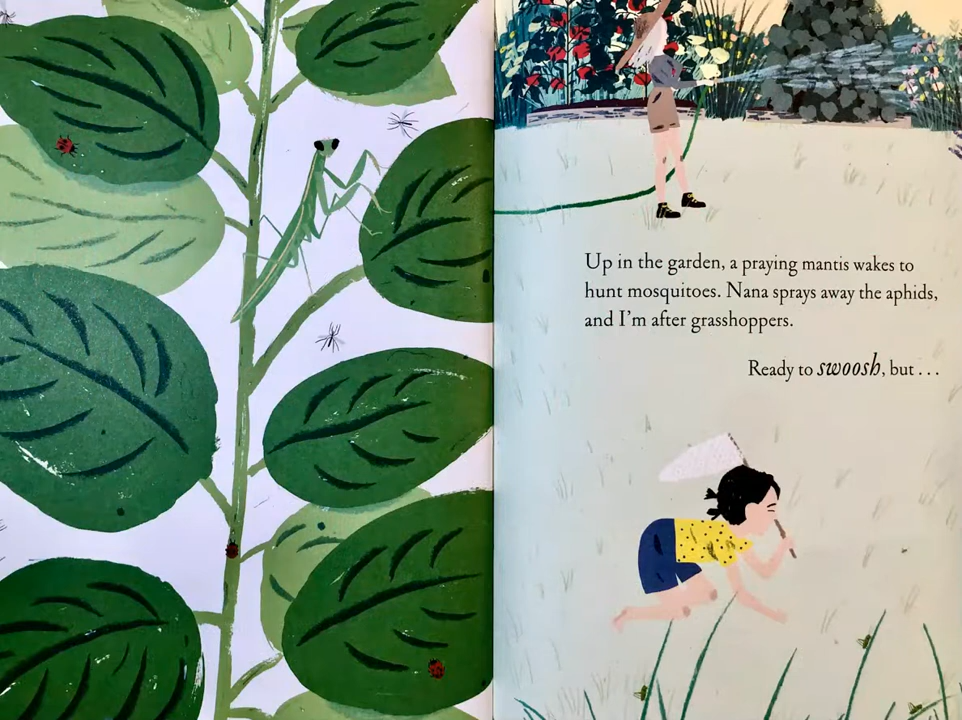 Up in the garden, a praying mantis wakes to
hunt mosquitoes. Nana sprays away the aphids,
and I'm after grasshoppers.
Ready to swoosh, but . . .